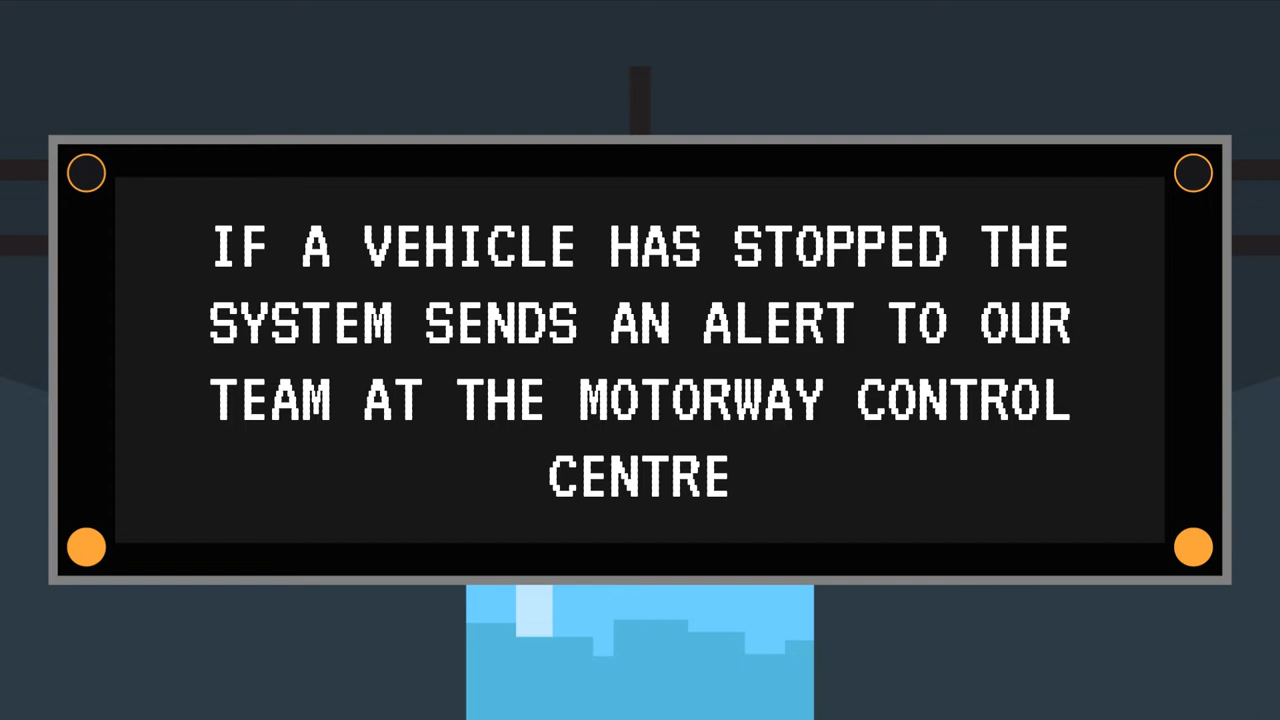 IF A VEHICLE HAS STOPPED THE
SYSTEM SENDS AN ALERT TO OUR
TEAM AT THE MOTORWAY CONTROL
CENTRE